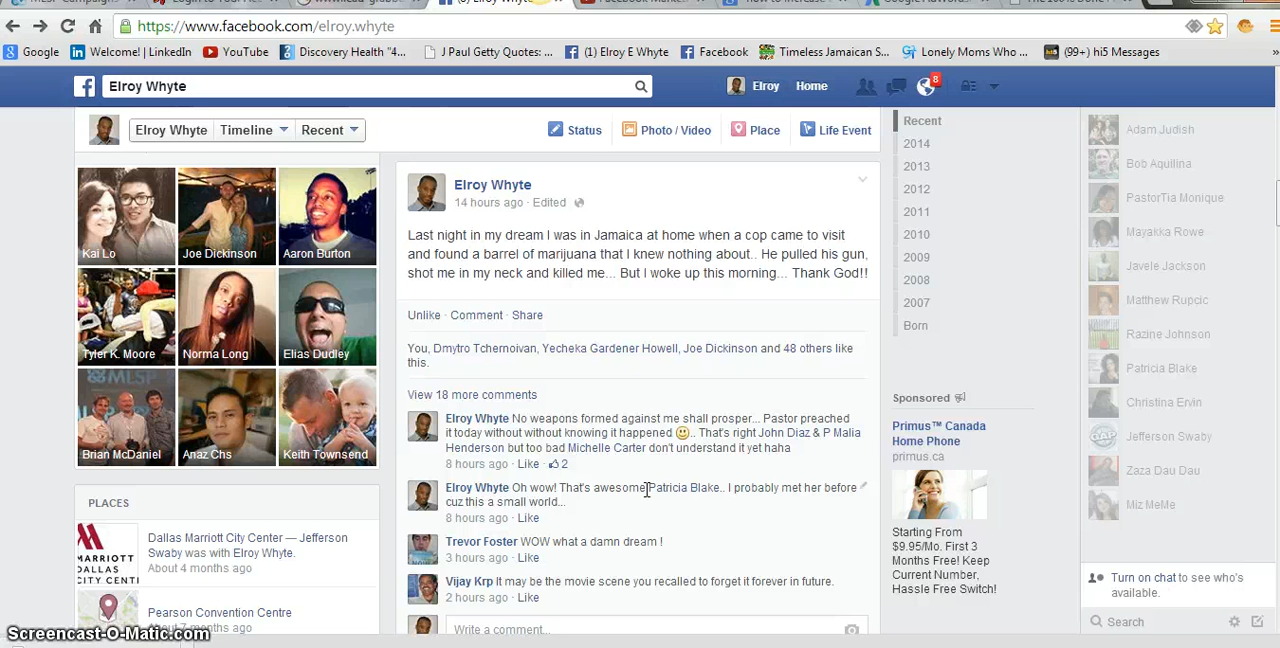 https://www.facebook.com/elroy.whyte
Google
Welcome! | LinkedIn
YouTube
Discovery Health "4...
J Paul Getty Quotes: ...
(1) Elroy E Whyte
Facebook
Timeless Jamaican S...
Lonely Moms Who ...
(99+) hi5 Messages
»
Elroy Whyte
Elroy
Home
8
Elroy Whyte
Timeline
Recent
Status
Photo / Video
Place
Life Event
Kai Lo
Joe Dickinson
Aaron Burton
Tyler K. Moore
Norma Long
Elias Dudley
Brian McDaniel
Anaz Chs
Keith Townsend
PLACES
MARRIOTT
DALLAS
CITY CENT
Dallas Marriott City Center — Jefferson
Swaby was with Elroy Whyte.
About 4 months ago
Pearson Convention Centre
Elroy Whyte
14 hours ago · Edited ·
Last night in my dream I was in Jamaica at home when a cop came to visit
and found a barrel of marijuana that I knew nothing about.. He pulled his gun,
shot me in my neck and killed me... But I woke up this morning... Thank God!!
Unlike · Comment · Share
You, Dmytro Tchernoivan, Yecheka Gardener Howell, Joe Dickinson and 48 others like
this.
View 18 more comments
Elroy Whyte No weapons formed against me shall prosper... Pastor preached
it today without without knowing it happened .. That's right John Diaz & P Malia
Henderson but too bad Michelle Carter don't understand it yet haha
8 hours ago · Like · 2
Elroy Whyte Oh wow! That's awesome Patricia Blake.. I probably met her before
cuz this a small world...
8 hours ago · Like
Trevor Foster WOW what a damn dream !
3 hours ago · Like
Vijay Krp It may be the movie scene you recalled to forget it forever in future.
2 hours ago · Like
Write a comment...
Recent
2014
2013
2012
2011
2010
2009
2008
2007
Born
Sponsored
Primus™ Canada
Home Phone
primus.ca
Starting From
$9.95/Mo. First 3
Months Free! Keep
Current Number,
Hassle Free Switch!
Adam Judish
Bob Aquilina
PastorTia Monique
Mayakka Rowe
Javele Jackson
Matthew Rupcic
Razine Johnson
Patricia Blake
Christina Ervin
Jefferson Swaby
Zaza Dau Dau
Miz MeMe
Turn on chat to see who's
available.
Search
Screencast-O-Matic.com